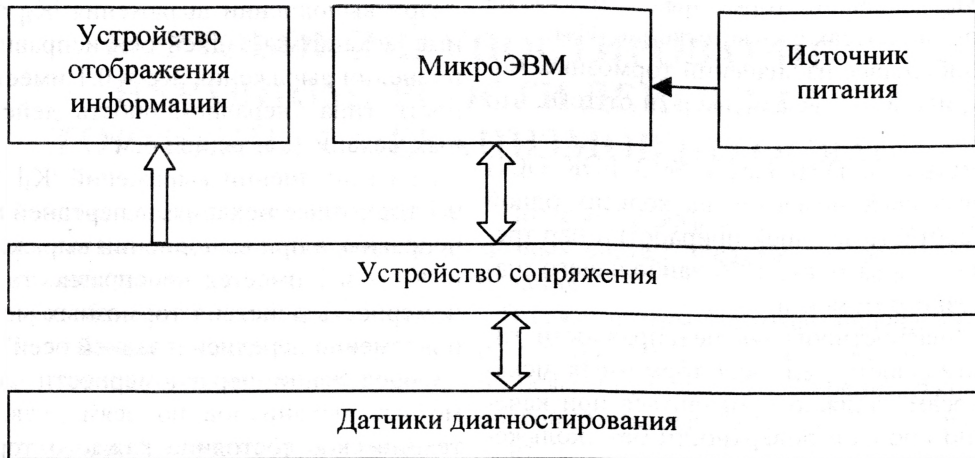 Устройство
отображения
информации
МикроЭВМ
Источник
питания
Устройство сопряжения
Датчики диагностирования